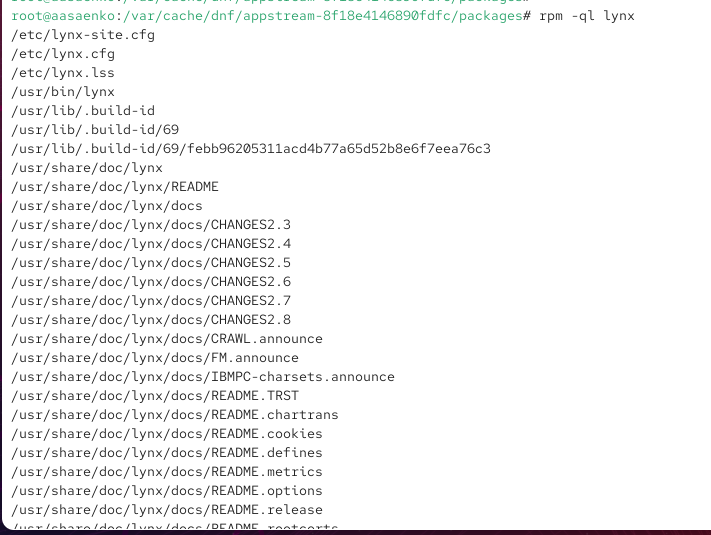 root@aasaenko:/var/cache/dnf/appstream-8f18e4146890fdfc/packages# rpm -ql lynx
/etc/lynx-site.cfg
/etc/lynx.cfg
/etc/lynx.lss
/usr/bin/lynx
/usr/lib/.build-id
/usr/lib/.build-id/69
/usr/lib/.build-id/69/febb96205311acd4b77a65d52b8e6f7eea76c3
/usr/share/doc/lynx
/usr/share/doc/lynx/README
/usr/share/doc/lynx/docs
/usr/share/doc/lynx/docs/CHANGES2.3
/usr/share/doc/lynx/docs/CHANGES2.4
/usr/share/doc/lynx/docs/CHANGES2.5
/usr/share/doc/lynx/docs/CHANGES2.6
/usr/share/doc/lynx/docs/CHANGES2.7
/usr/share/doc/lynx/docs/CHANGES2.8
/usr/share/doc/lynx/docs/CRAWL.announce
/usr/share/doc/lynx/docs/FM.announce
/usr/share/doc/lynx/docs/IBMPC-charsets.announce
/usr/share/doc/lynx/docs/README.TRST
/usr/share/doc/lynx/docs/README.chartrans
/usr/share/doc/lynx/docs/README.cookies
/usr/share/doc/lynx/docs/README.defines
/usr/share/doc/lynx/docs/README.metrics
/usr/share/doc/lynx/docs/README.options
/usr/share/doc/lynx/docs/README.release
/usr/share/doc/lynx/docs/README.rootcerts